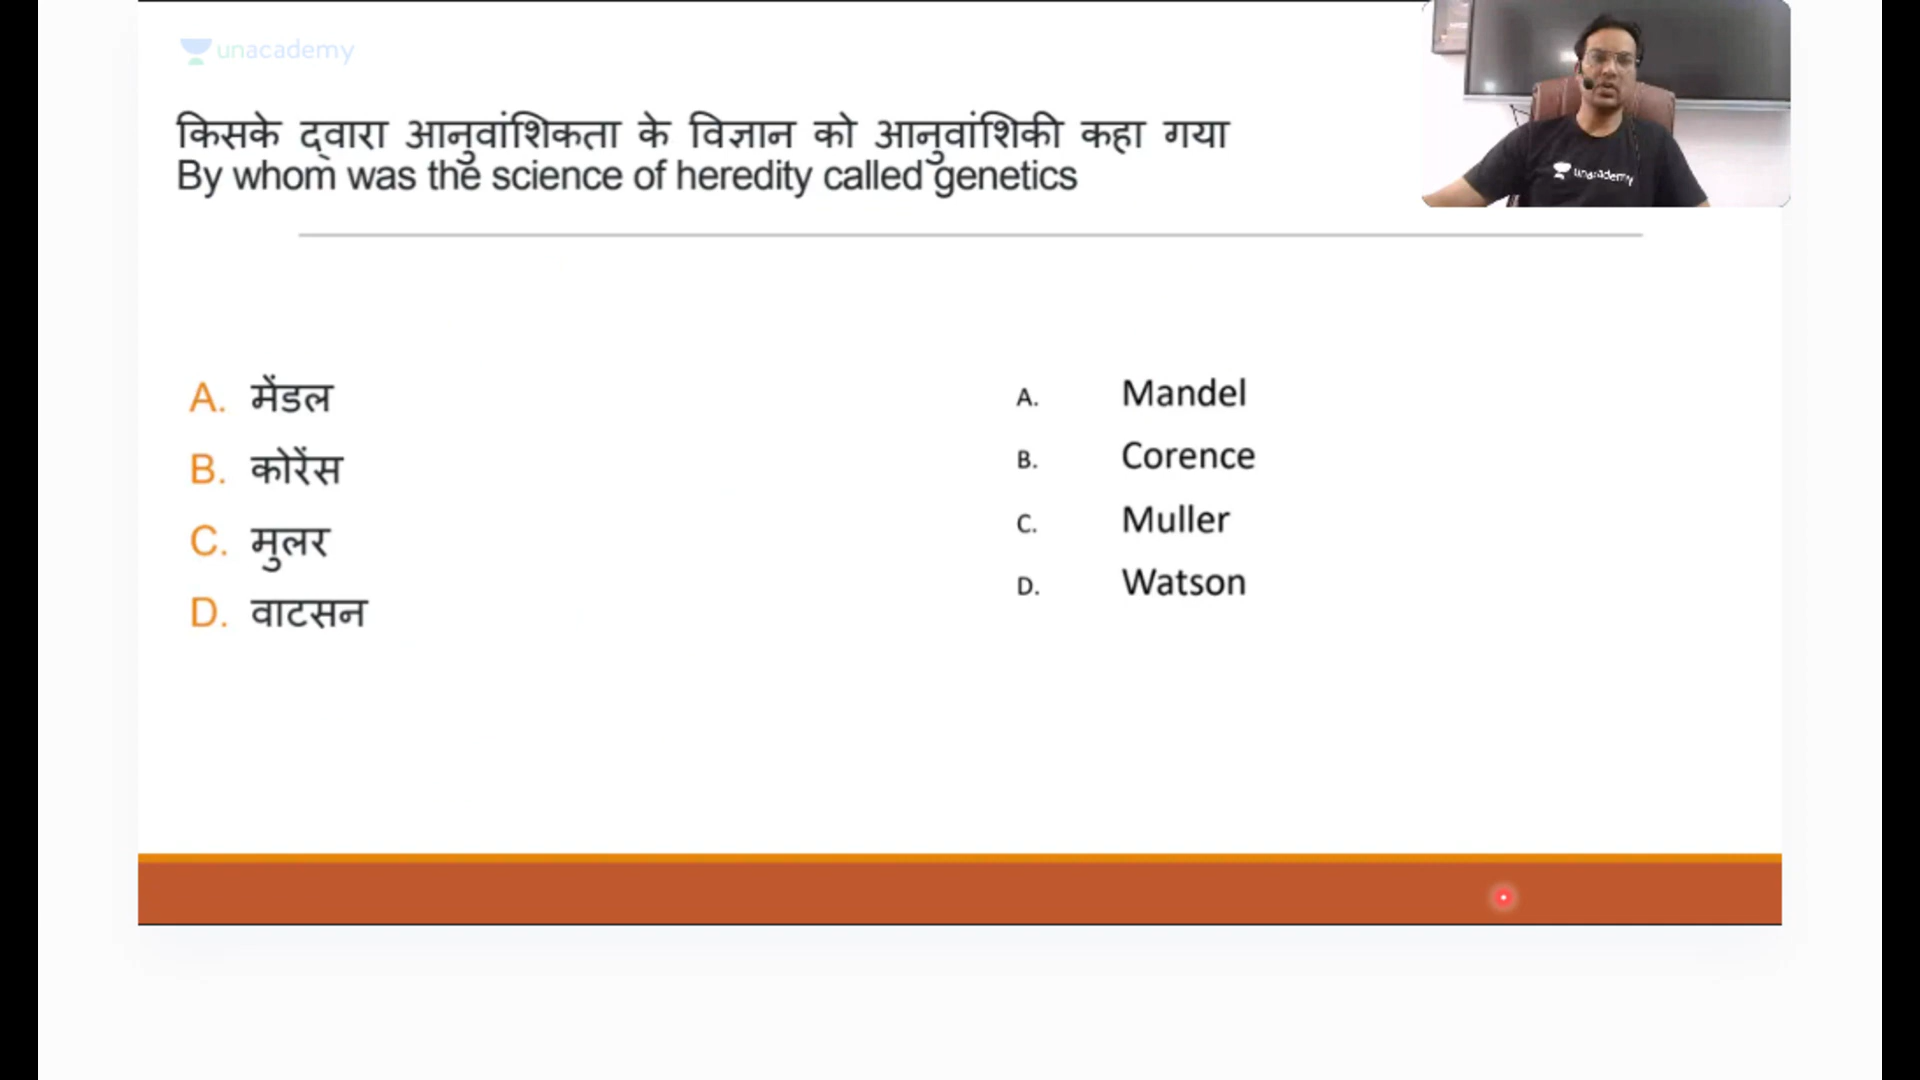 unacademy
किसके द्वारा आनुवांशिकता के विज्ञान को आनुवांशिकी कहा गया
By whom was the science of heredity called genetics
A. मेंडल
B. कोरेंस
C. मुलर
D. वाटसन
A. Mandel
B. Corence
C. Muller
D. Watson
unacademy